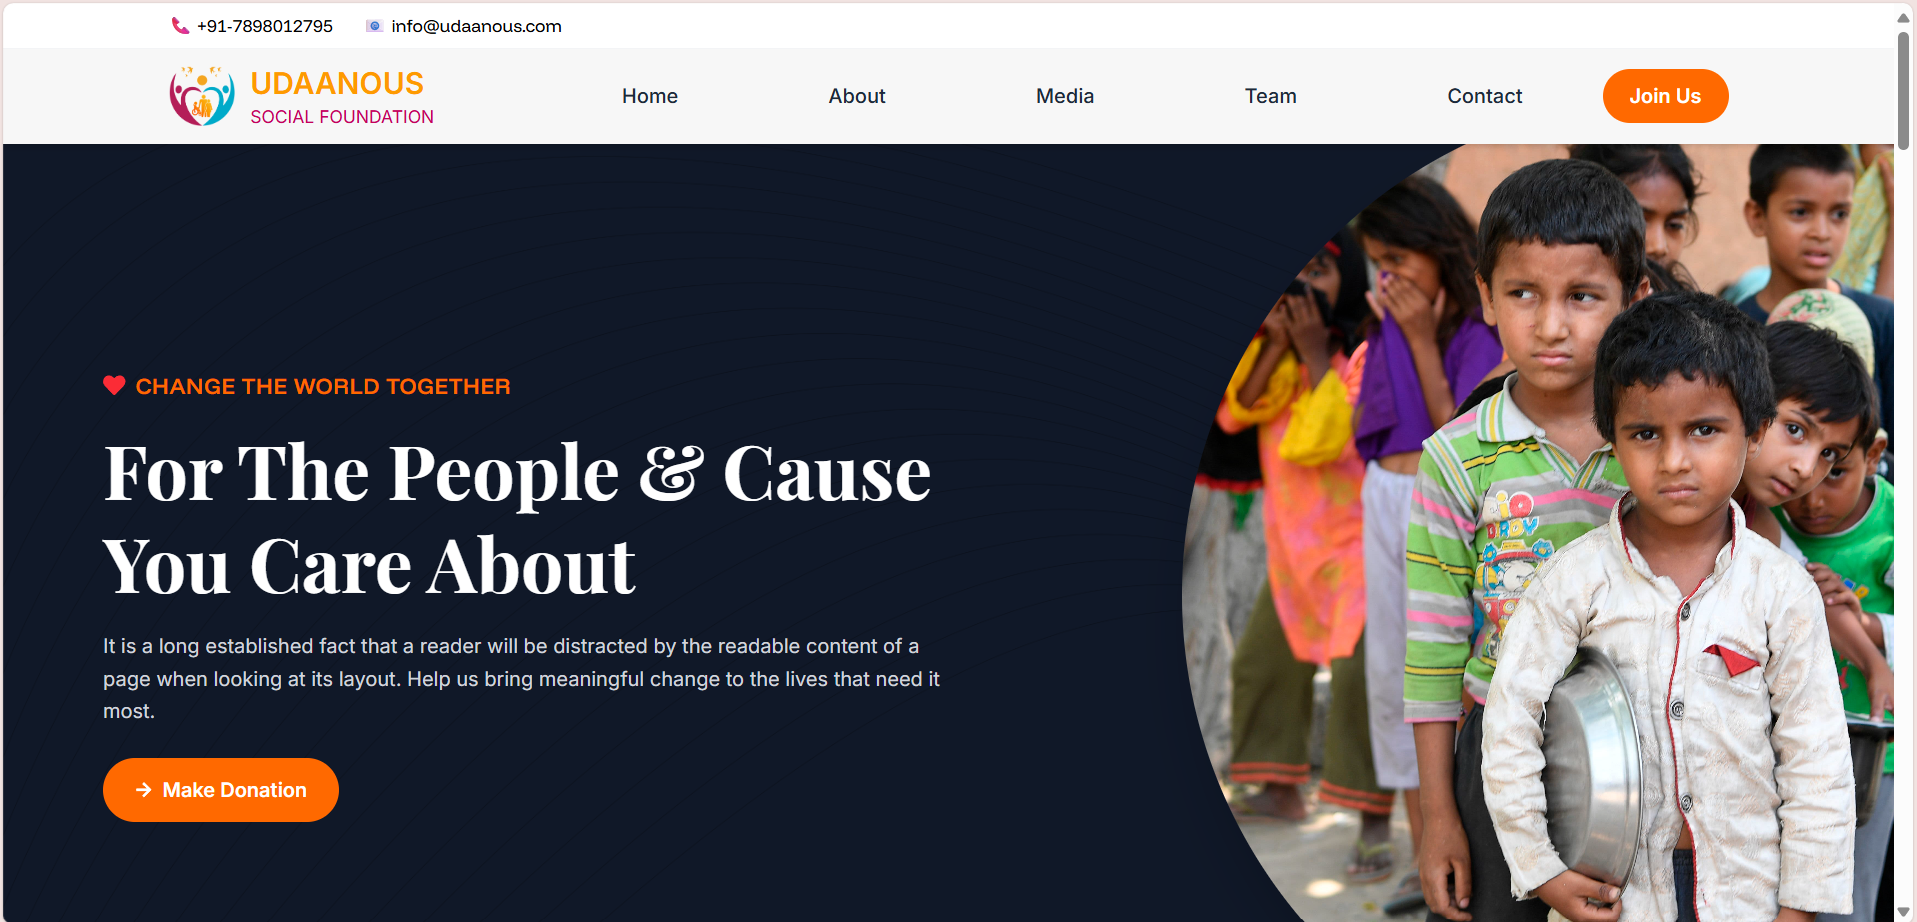 +91-7898012795 info@udaanous.com
UDAANOUS
SOCIAL FOUNDATION
Home About Media Team Contact Join Us
CHANGE THE WORLD TOGETHER
For The People & Cause
You Care About
It is a long established fact that a reader will be distracted by the readable content of a
page when looking at its layout. Help us bring meaningful change to the lives that need it
most.
→ Make Donation